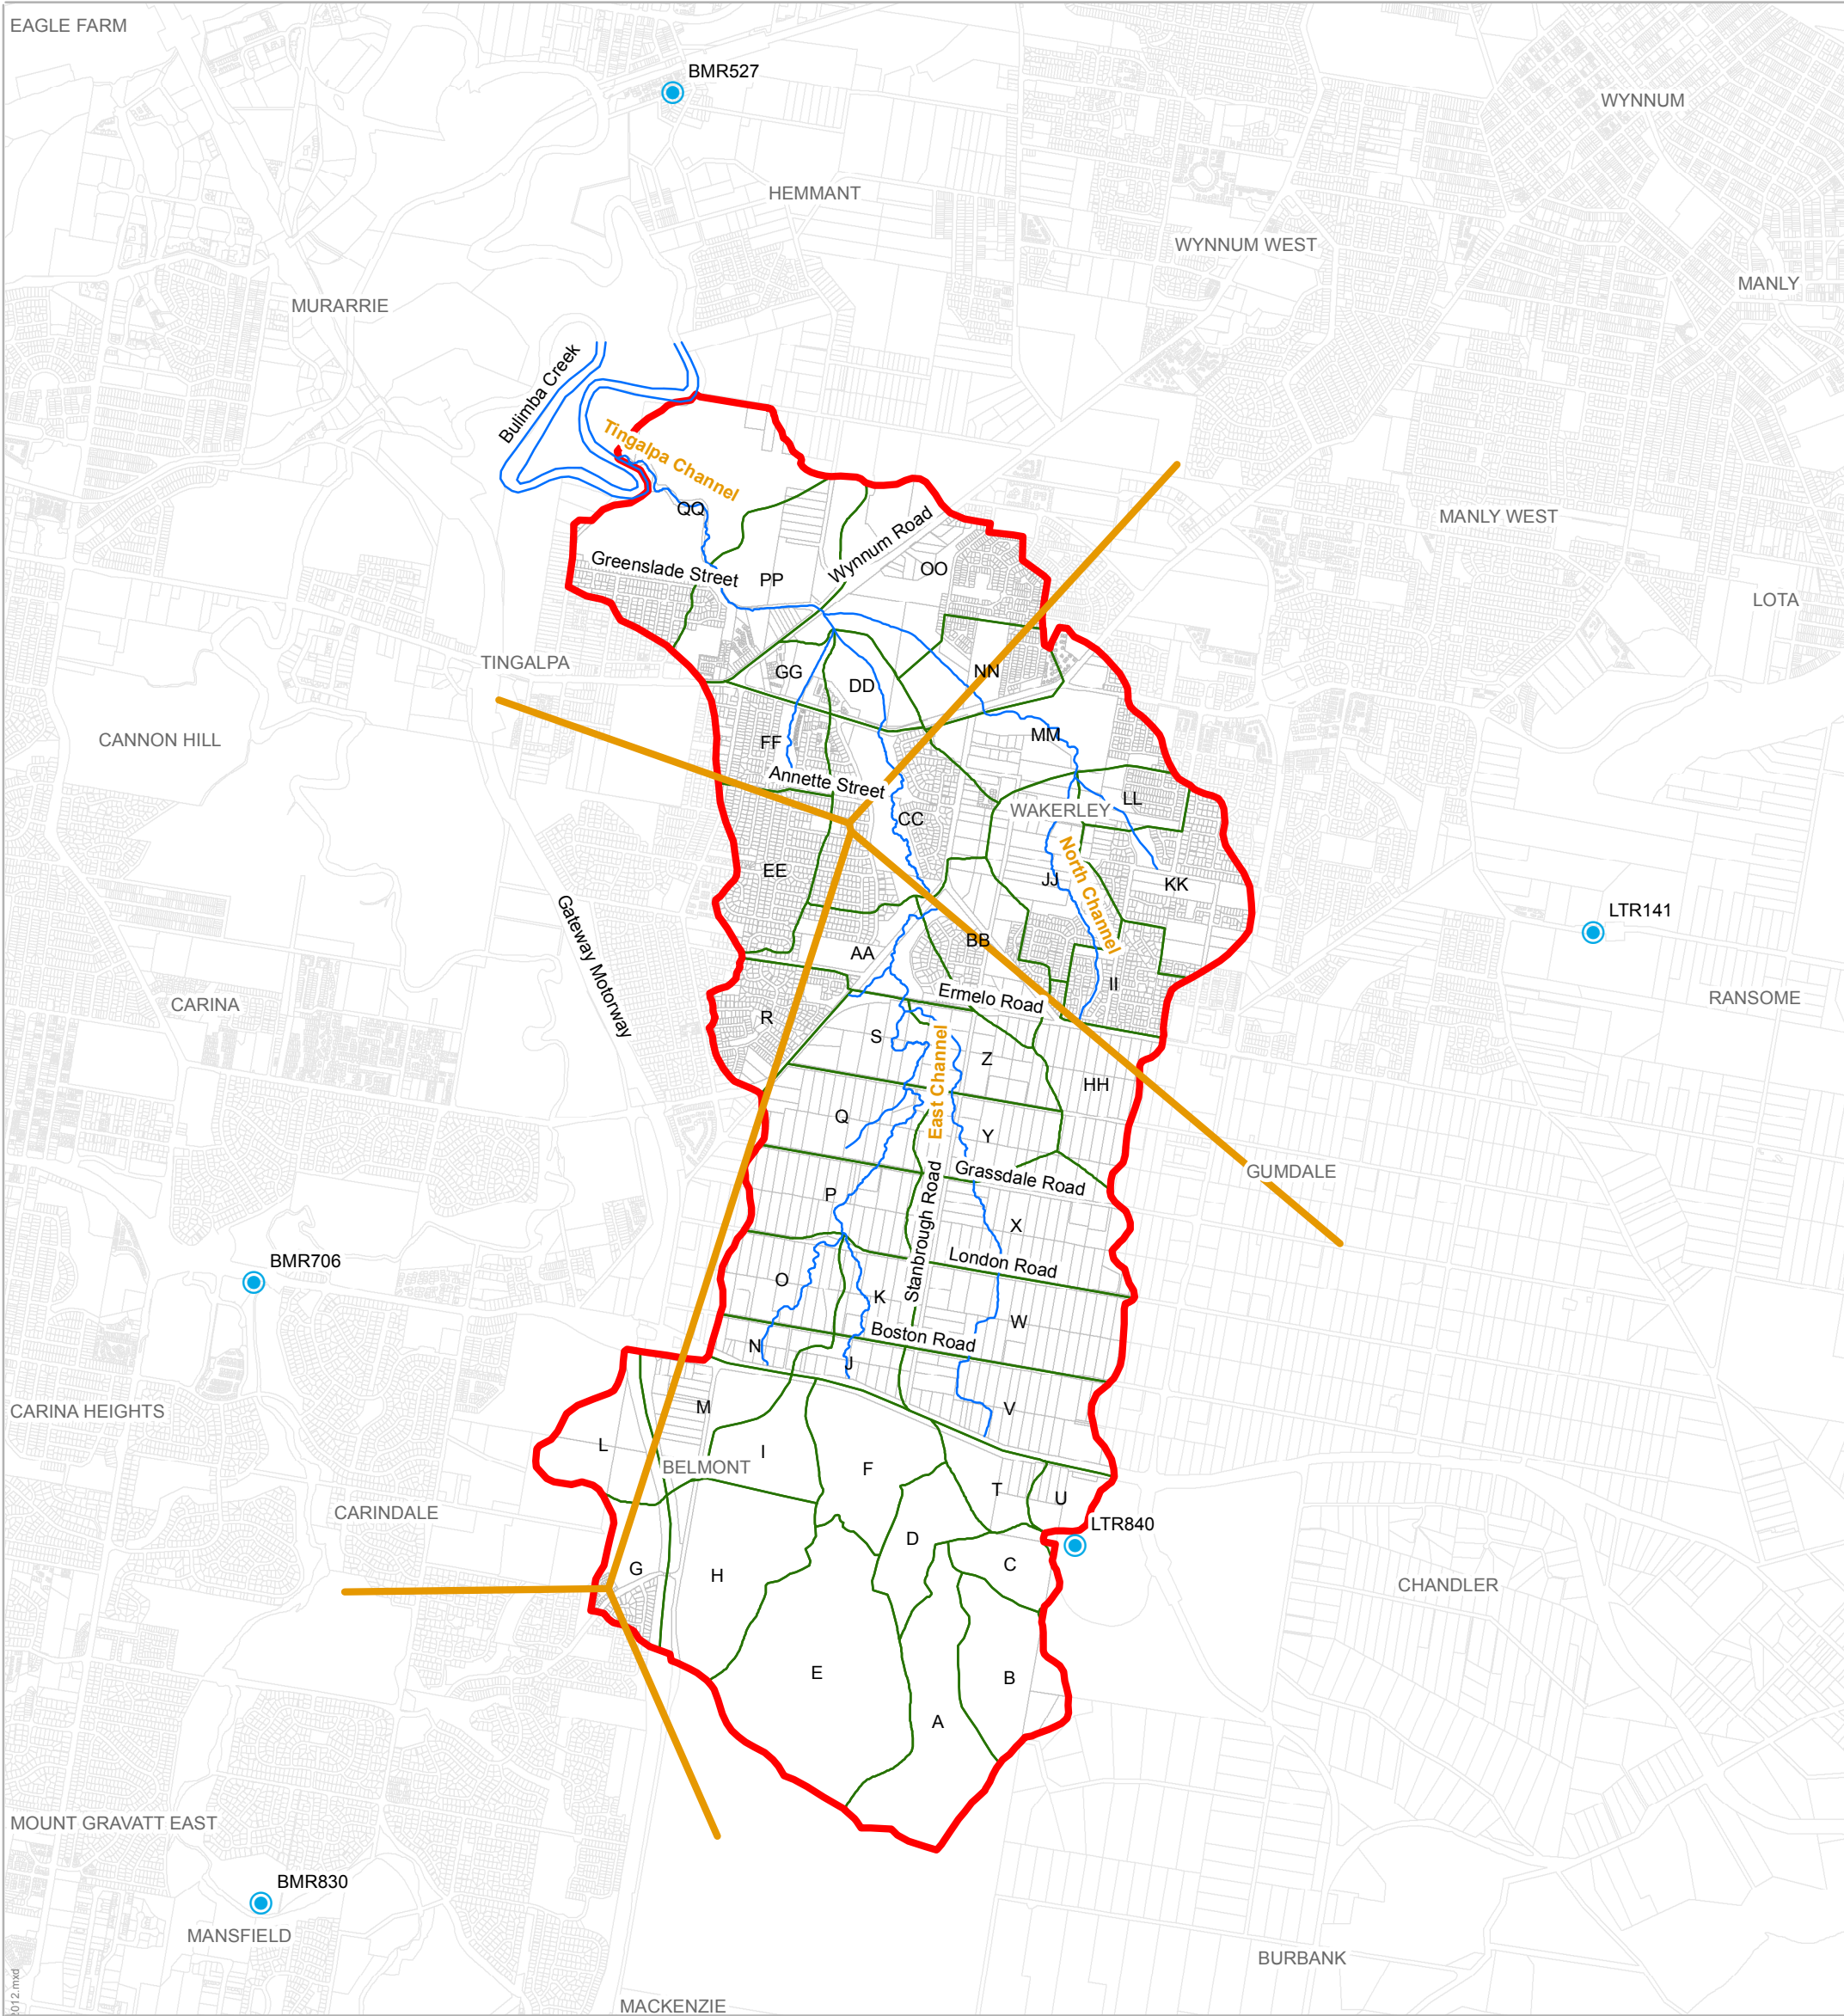 EAGLE FARM
BMR527
WYNNUM
HEMMANT
WYNNUM WEST
MANLY
MURARRIE
Bulimba Creek
Tingalpa Channel
QQ
Wynnum Road
MANLY WEST
Greenslade Street
PP
OO
LOTA
TINGALPA
GG
DD
NN
CANNON HILL
FF
MM
Annette Street
LL
WAKERLEY
CC
EE
JJ
North Channel
KK
LTR141
Gateway Motorway
AA
BB
II
Ermelo Road
CARINA
RANSOME
R
S
Z
East Channel
HH
Q
Y
Grassdale Road
GUMDALE
P
Stanbrough Road
X
BMR706
London Road
O
K
W
N
Boston Road
J
CARINA HEIGHTS
M
V
L
I
BELMONT
F
T
U
CARINDALE
LTR840
D
C
G
H
CHANDLER
E
B
A
MOUNT GRAVATT EAST
BMR830
MANSFIELD
BURBANK
2012.mxd
MACKENZIE